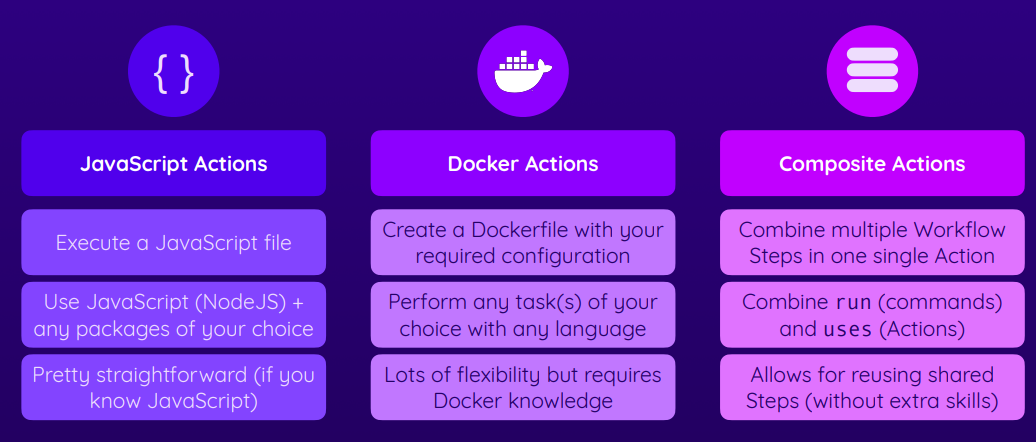 { }
JavaScript Actions
Execute a JavaScript file
Use JavaScript (NodeJS) +
any packages of your choice
Pretty straightforward (if you
know JavaScript)
Docker Actions
Create a Dockerfile with your
required configuration
Perform any task(s) of your
choice with any language
Lots of flexibility but requires
Docker knowledge
Composite Actions
Combine multiple Workflow
Steps in one single Action
Combine run (commands)
and uses (Actions)
Allows for reusing shared
Steps (without extra skills)